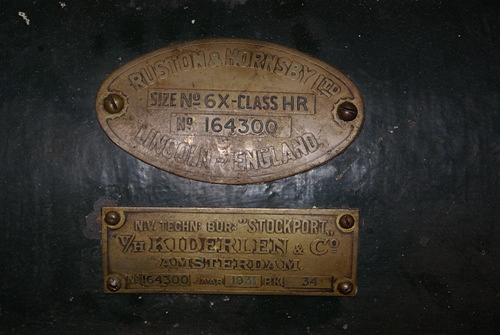 RUSTON & HORNSBY LTD
SIZE No 6X-CLASS HR
No 164300
LINCOLN - ENGLAND
N.V. TECHN. BUR: "STOCKPORT„
V/H KIDERLEN & Co
AMSTERDAM
No 164300 JAAR 1931 P.K. 34